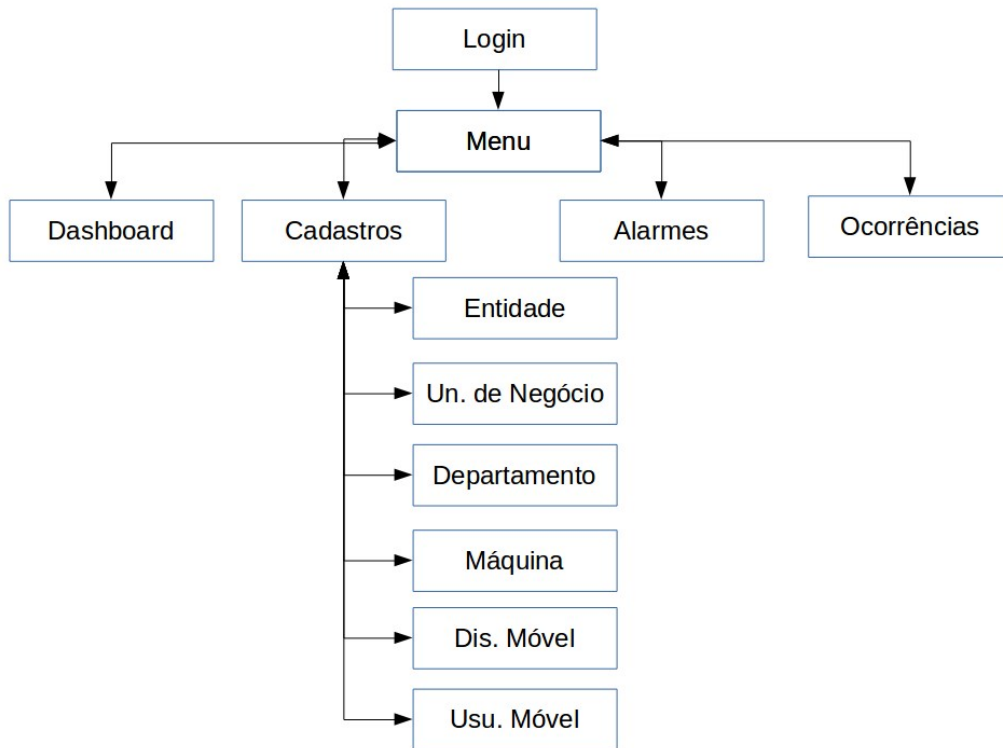 Login
Menu
Dashboard
Cadastros
Alarmes
Ocorrências
Entidade
Un. de Negócio
Departamento
Máquina
Dis. Móvel
Usu. Móvel